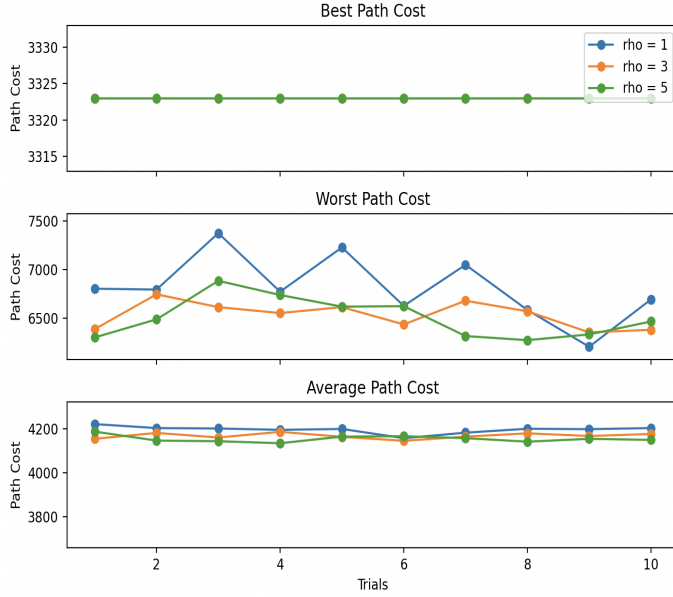 Best Path Cost
3330
3325
3320
3315
Path Cost
rho = 1
rho = 3
rho = 5
Worst Path Cost
7500
7000
6500
Path Cost
Average Path Cost
4200
4000
3800
Path Cost
2 4 6 8 10
Trials